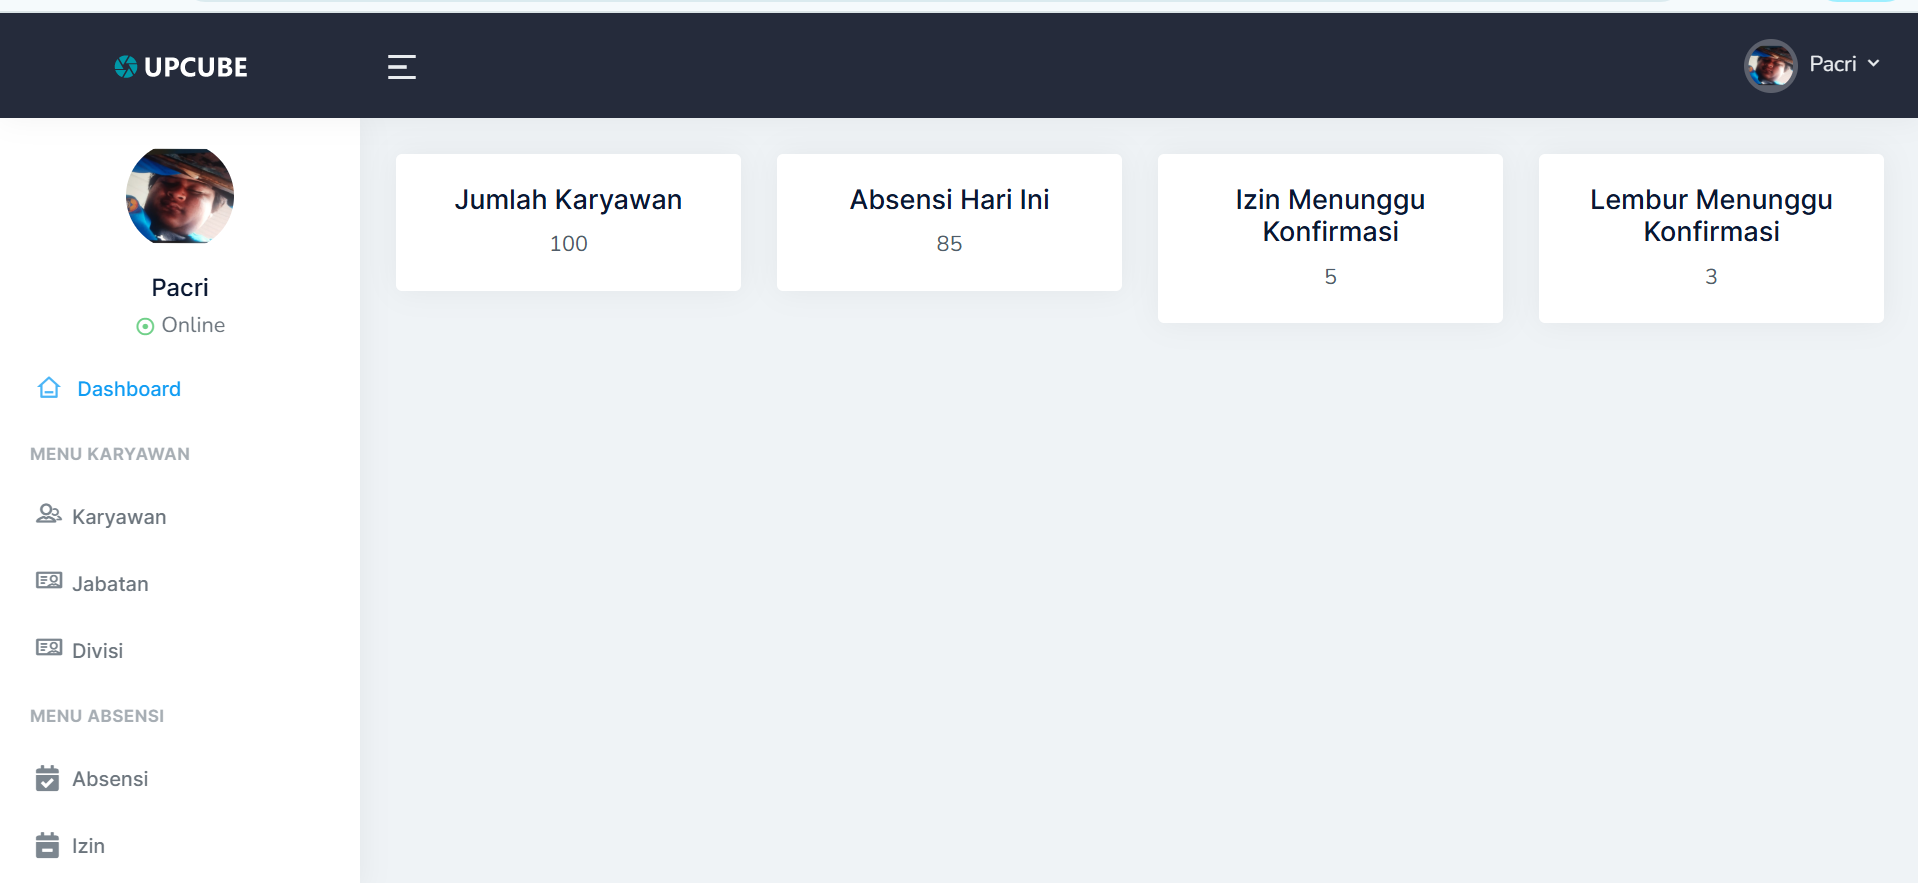 UPCUBE
Pacri
Pacri
Online
Dashboard
MENU KARYAWAN
Karyawan
Jabatan
Divisi
MENU ABSENSI
Absensi
Izin
Jumlah Karyawan
100
Absensi Hari Ini
85
Izin Menunggu
Konfirmasi
5
Lembur Menunggu
Konfirmasi
3